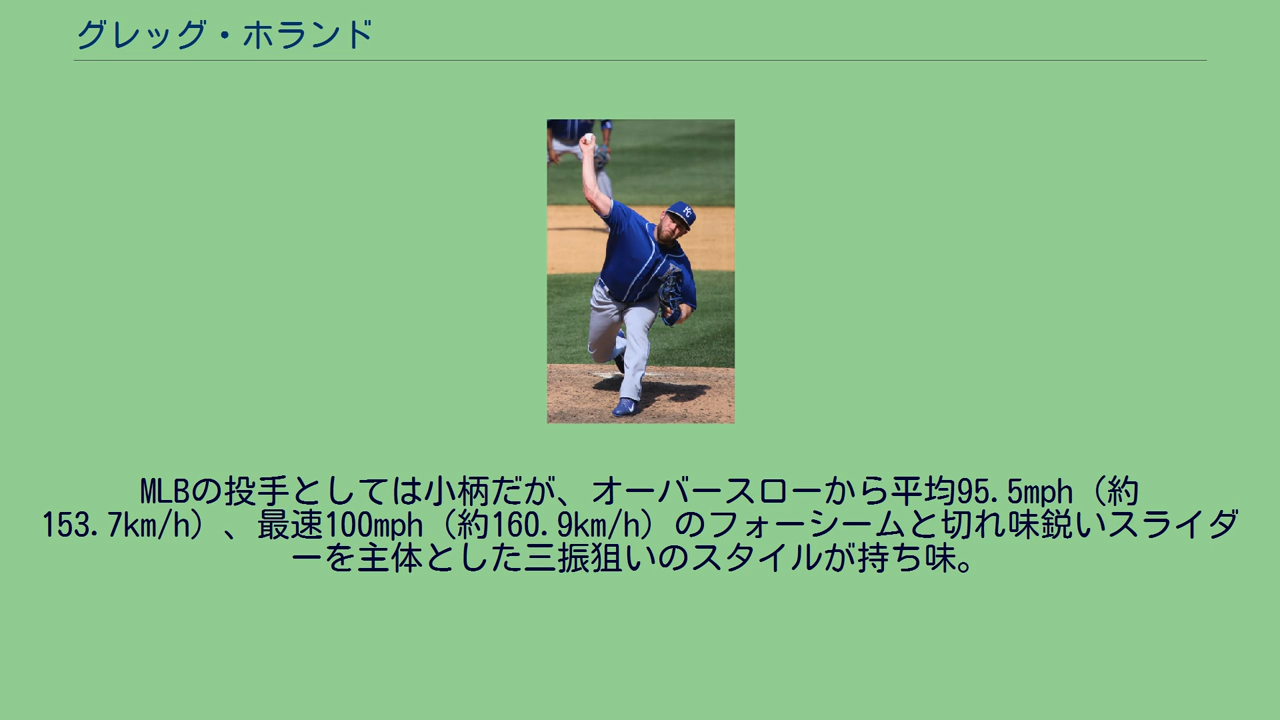 グレッグ・ホランド
KC
MLBの投手としては小柄だが、オーバースローから平均95.5mph（約
153.7km/h）、最速100mph（約160.9km/h）のフォーシームと切れ味鋭いスライダ
ーを主体とした三振狙いのスタイルが持ち味。